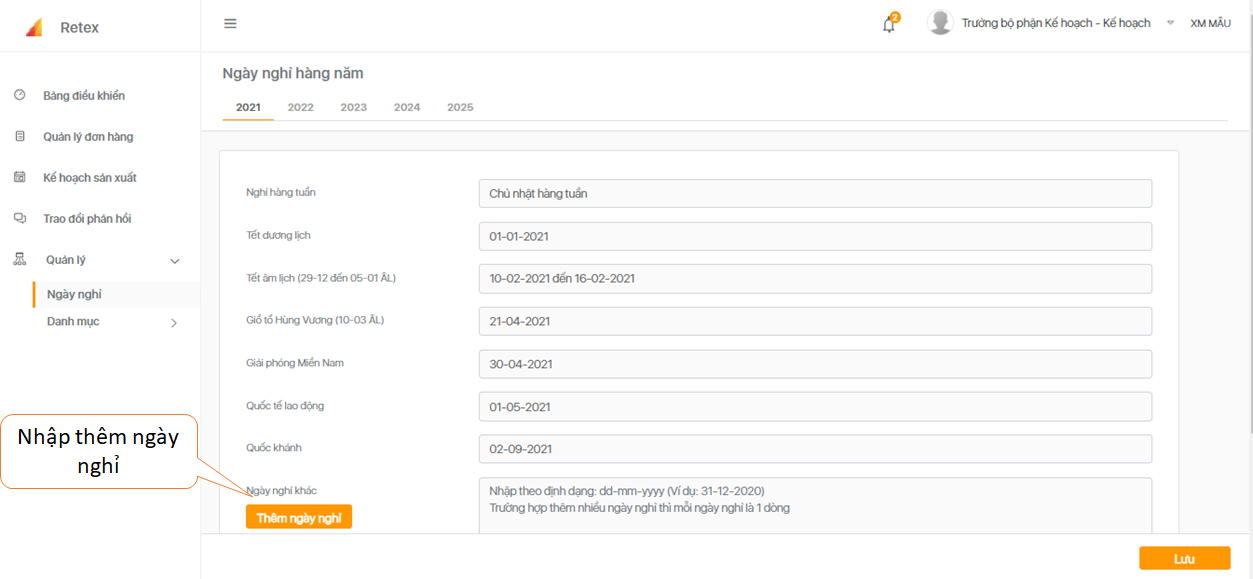 Retex
2
Trưởng bộ phận Kế hoạch - Kế hoạch
XM MẪU
Bảng điều khiển
Quản lý đơn hàng
Kế hoạch sản xuất
Trao đổi phản hồi
Quản lý
Ngày nghỉ
Danh mục
Ngày nghỉ hàng năm
2021 2022 2023 2024 2025
Nghỉ hàng tuần
Chủ nhật hàng tuần
Tết dương lịch
01-01-2021
Tết âm lịch (29-12 đến 05-01 ÂL)
10-02-2021 đến 16-02-2021
Giổ tổ Hùng Vương (10-03 ÂL)
21-04-2021
Giải phóng Miền Nam
30-04-2021
Quốc tế lao động
01-05-2021
Quốc khánh
02-09-2021
Ngày nghỉ khác
Thêm ngày nghỉ
Nhập theo định dạng: dd-mm-yyyy (Ví dụ: 31-12-2020)
Trường hợp thêm nhiều ngày nghỉ thì mỗi ngày nghỉ là 1 dòng
Nhập thêm ngày
nghỉ
Lưu